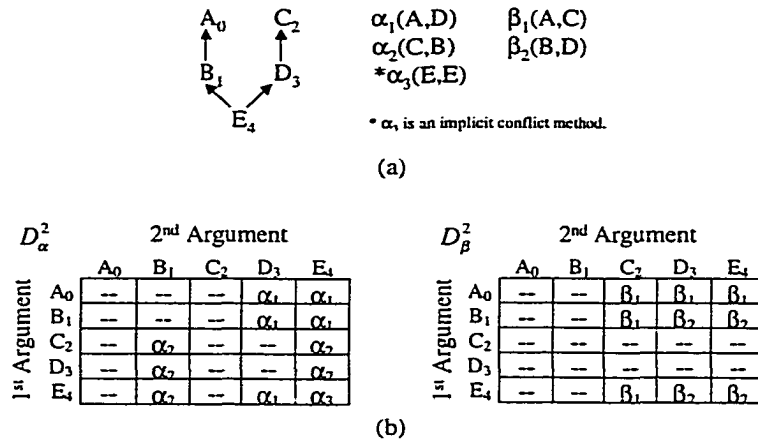 A₀ C₂ α₁(A,D) β₁(A,C)
α₂(C,B) β₂(B,D)
B₁ D₃ *α₃(E,E)
E₄
* α₃ is an implicit conflict method.
(a)
D²α 2nd Argument
A₀ B₁ C₂ D₃ E₄
1st Argument
A₀ -- -- -- α₁ α₁
B₁ -- -- -- α₁ α₁
C₂ -- α₂ -- -- α₂
D₃ -- α₂ -- -- α₂
E₄ -- α₂ -- α₁ α₃
D²β 2nd Argument
A₀ B₁ C₂ D₃ E₄
1st Argument
A₀ -- -- β₁ β₁ β₁
B₁ -- -- β₁ β₂ β₂
C₂ -- -- -- -- --
D₃ -- -- -- -- --
E₄ -- -- β₁ β₂ β₂
(b)